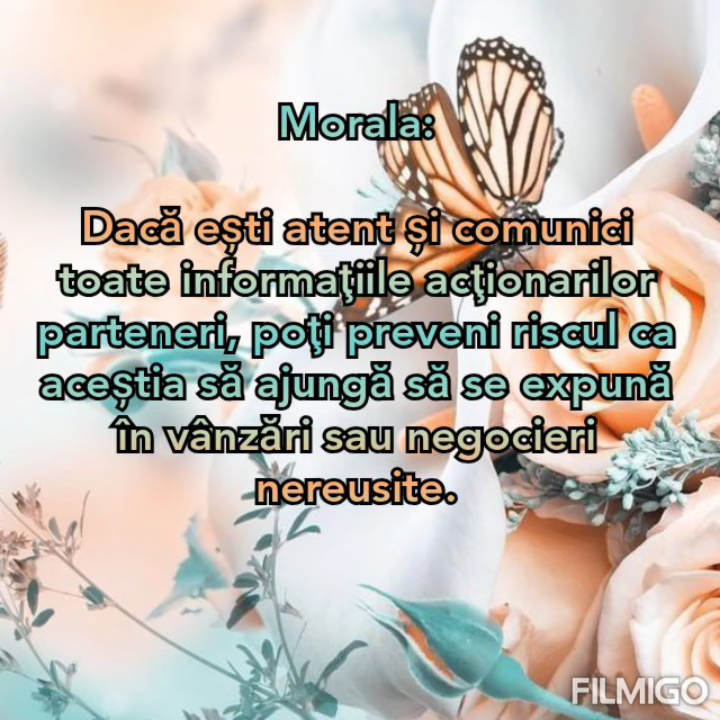 Morala:
Dacă ești atent și comunici
toate informaţiile acţionarilor
parteneri, poţi preveni riscul ca
aceștia să ajungă să se expună
în vânzări sau negocieri
nereusite.
FILMIGO